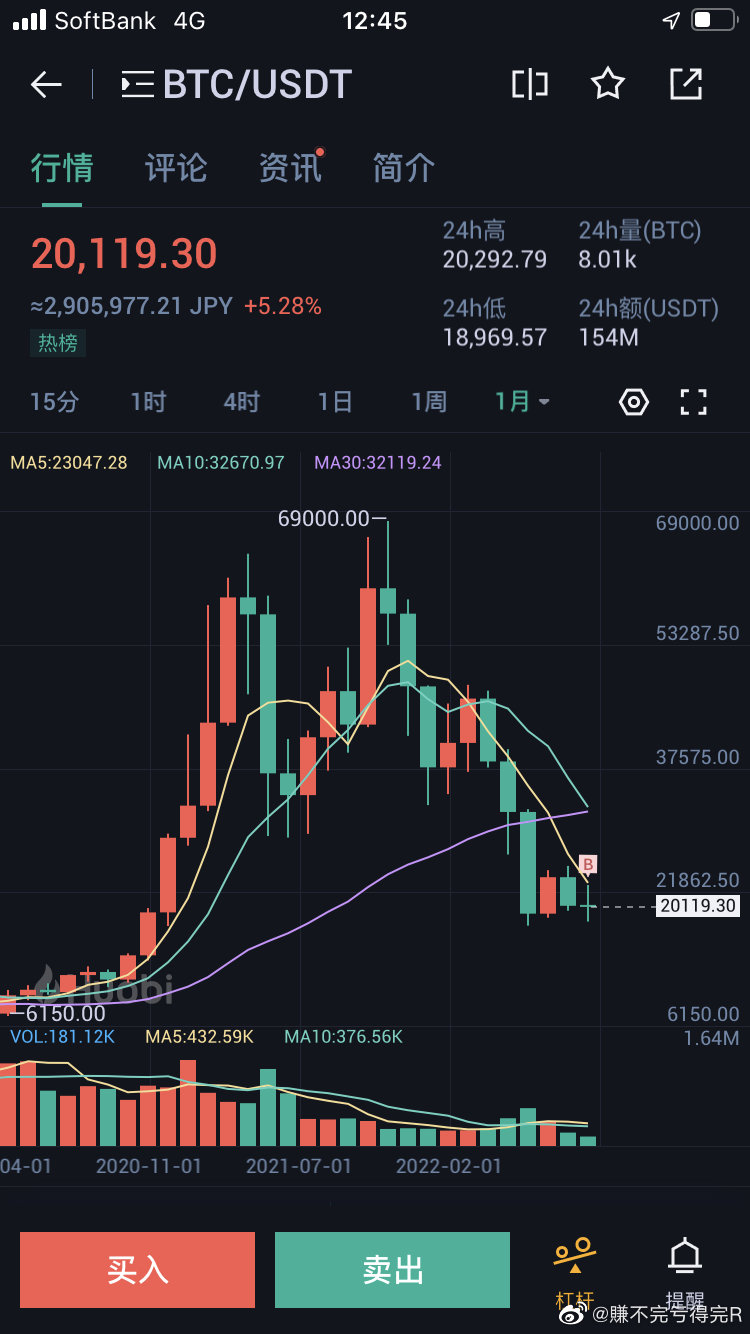 SoftBank 4G 12:45
BTC/USDT
行情 评论 资讯 简介
20,119.30
≈2,905,977.21 JPY +5.28%
热榜
24h高 24h量(BTC)
20,292.79 8.01k
24h低 24h额(USDT)
18,969.57 154M
15分 1时 4时 1日 1周 1月
MA5:23047.28 MA10:32670.97 MA30:32119.24
69000.00
69000.00
53287.50
37575.00
B
21862.50
20119.30
Huobi
6150.00
6150.00
VOL:181.12K MA5:432.59K MA10:376.56K
1.64M
04-01 2020-11-01 2021-07-01 2022-02-01
买入 卖出 杠杆 提醒
@賺不完亏得完R